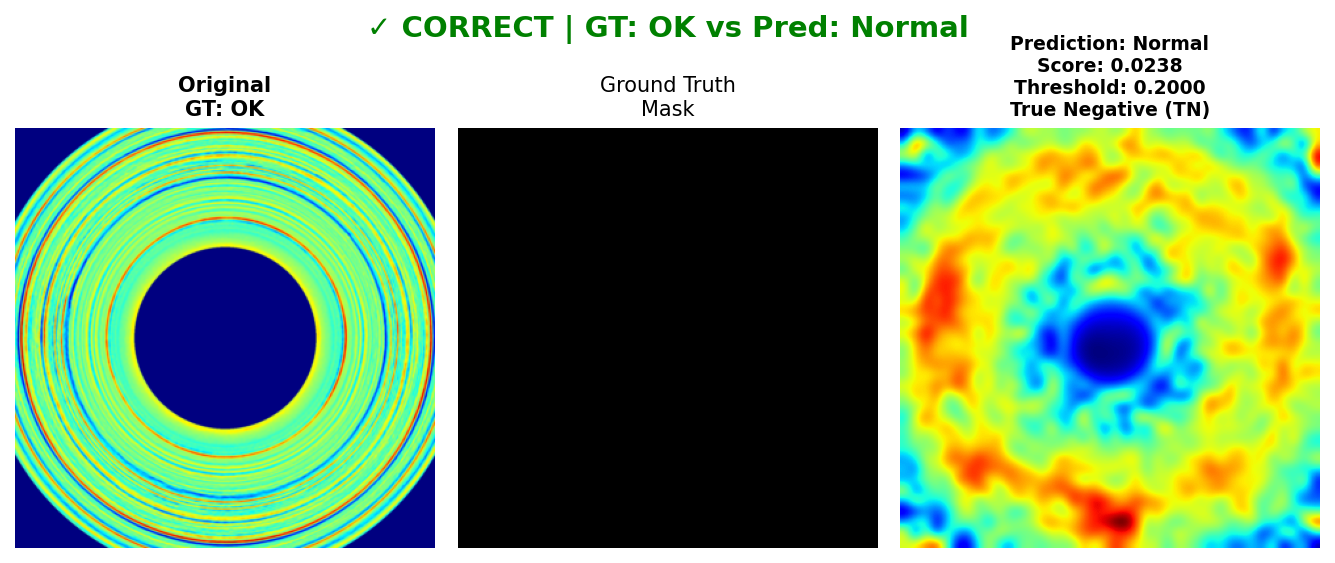 ✓ CORRECT | GT: OK vs Pred: Normal
Original
GT: OK
Ground Truth
Mask
Prediction: Normal
Score: 0.0238
Threshold: 0.2000
True Negative (TN)